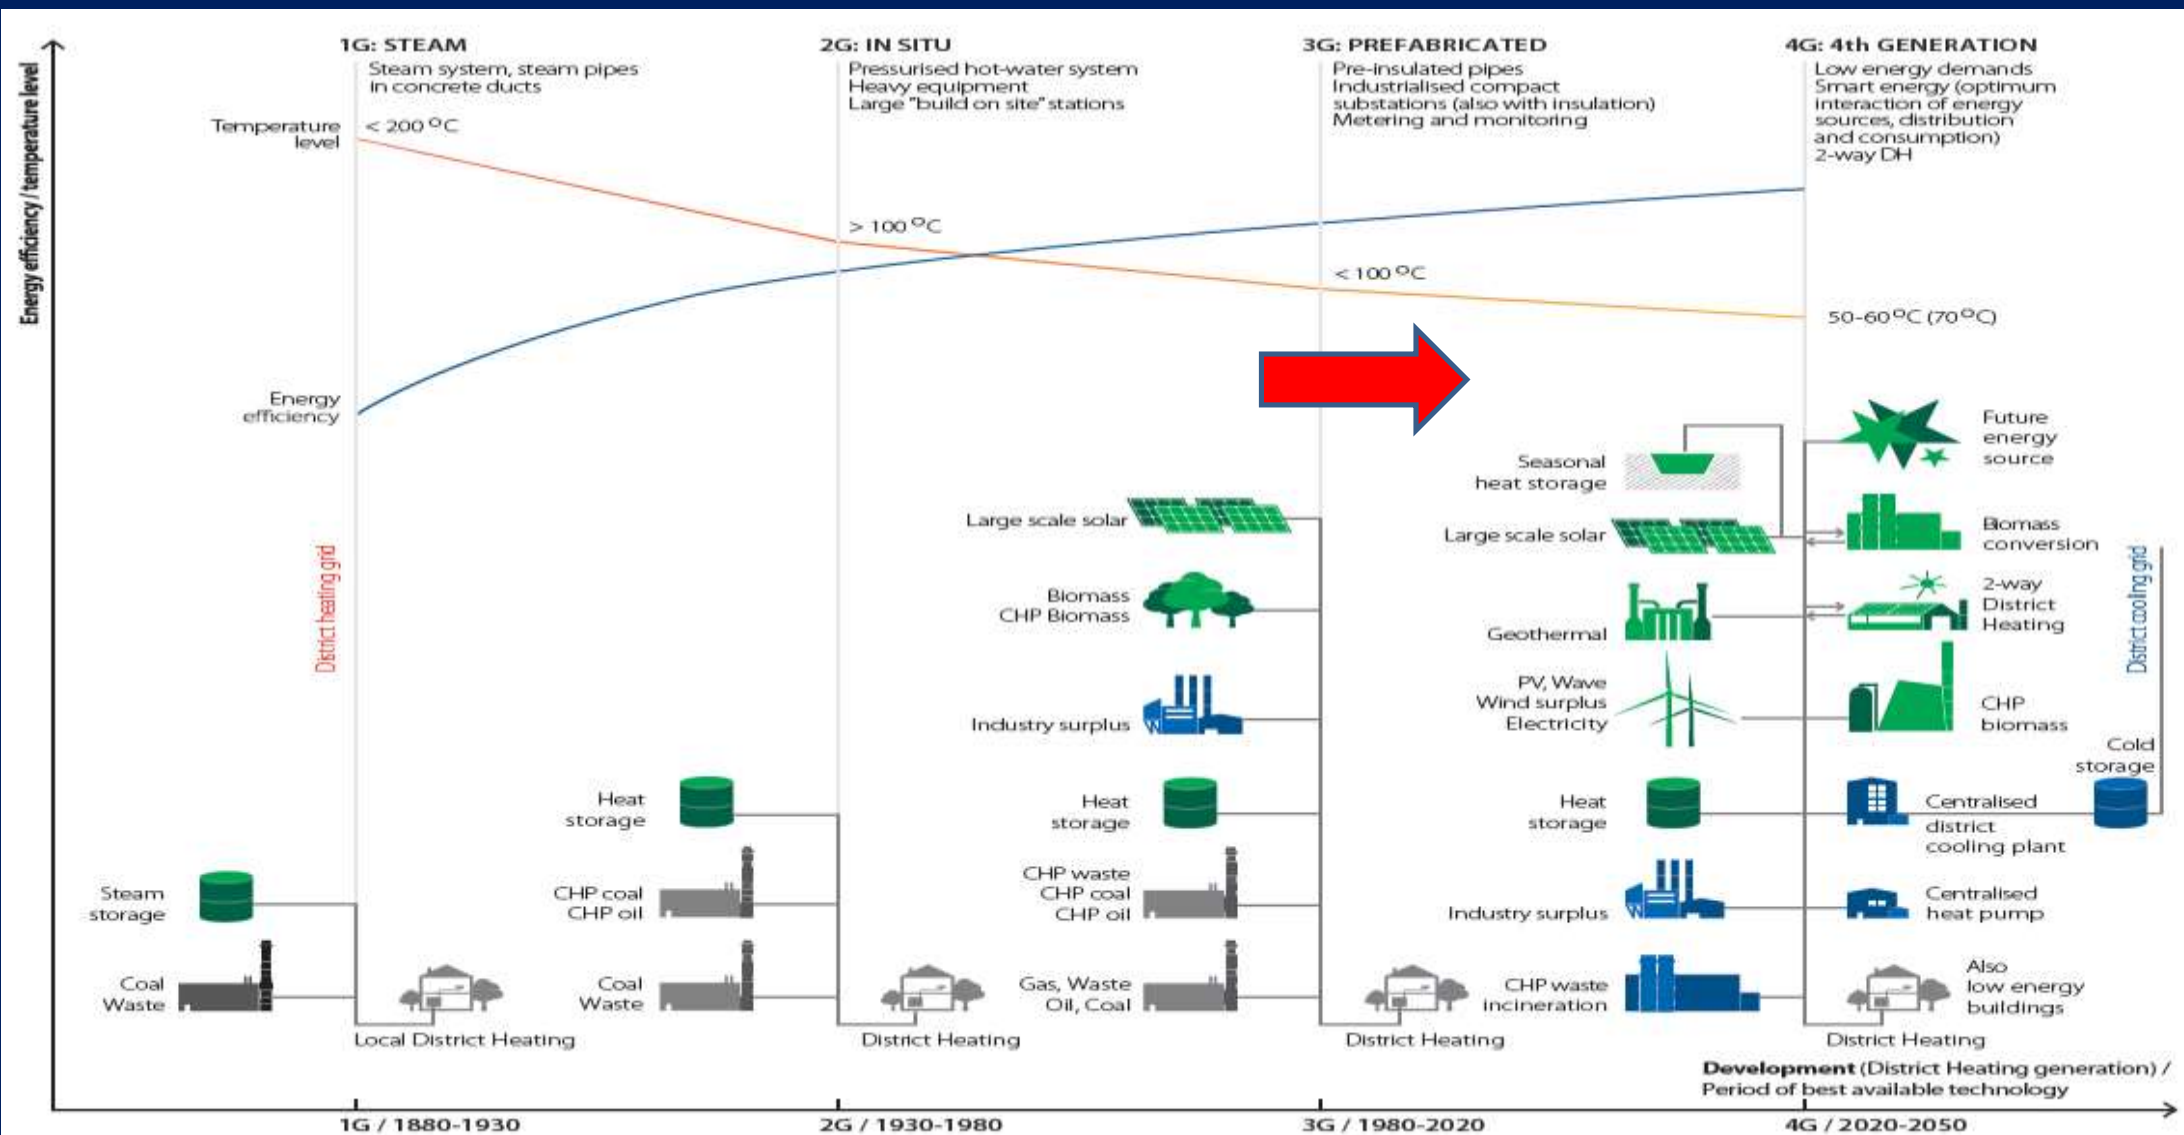 1G: STEAM
Steam system, steam pipes
in concrete ducts
2G: IN SITU
Pressurised hot-water system
Heavy equipment
Large "build on site" stations
3G: PREFABRICATED
Pre-insulated pipes
Industrialised compact
substations (also with insulation)
Metering and monitoring
4G: 4th GENERATION
Low energy demands
Smart energy (optimum
interaction of energy
sources, distribution
and consumption)
2-way DH
Energy efficiency / temperature level
Temperature
level
< 200 °C
> 100 °C
< 100 °C
50-60 °C (70 °C)
Energy
efficiency
District heating grid
Steam
storage
Coal
Waste
Local District Heating
Heat
storage
CHP coal
CHP oil
Coal
Waste
District Heating
Large scale solar
Biomass
CHP Biomass
Industry surplus
Heat
storage
CHP waste
CHP coal
CHP oil
Gas, Waste
Oil, Coal
District Heating
Seasonal
heat storage
Large scale solar
Geothermal
PV, Wave
Wind surplus
Electricity
Heat
storage
Industry surplus
CHP waste
incineration
Future
energy
source
Biomass
conversion
2-way
District
Heating
CHP
biomass
Cold
storage
Centralised
district
cooling plant
Centralised
heat pump
Also
low energy
buildings
District Heating
District cooling grid
Development (District Heating generation) /
Period of best available technology
1G / 1880-1930
2G / 1930-1980
3G / 1980-2020
4G / 2020-2050